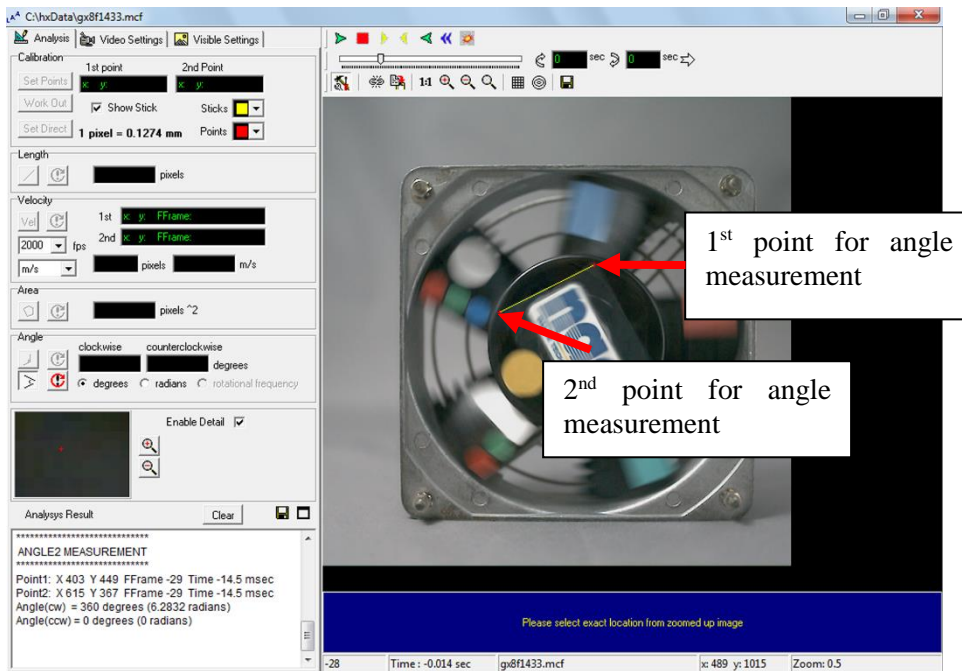 C:\hxData\gx8f1433.mcf
Analysis
Video Settings
Visible Settings
Calibration
1st point
2nd Point
Set Points
x: y:
x: y:
Work Out
Show Stick
Sticks
Set Direct
1 pixel = 0.1274 mm
Points
Length
pixels
Velocity
Vel
1st
x: y: FFrame:
2000
fps
2nd
x: y: FFrame:
m/s
pixels
m/s
Area
pixels ^2
Angle
clockwise
counterclockwise
degrees
degrees
radians
rotational frequency
Enable Detail
Analysys Result
Clear
*****************************
ANGLE2 MEASUREMENT
*****************************
Point1: X 403 Y 449 FFrame -29 Time -14.5 msec
Point2: X 615 Y 367 FFrame -29 Time -14.5 msec
Angle(cw) = 360 degrees (6.2832 radians)
Angle(ccw) = 0 degrees (0 radians)
0
sec
0
sec
1:1
1st point for angle
measurement
2nd point for angle
measurement
Please select exact location from zoomed up image
-28
Time : -0.014 sec
gx8f1433.mcf
x: 489 y: 1015
Zoom: 0.5